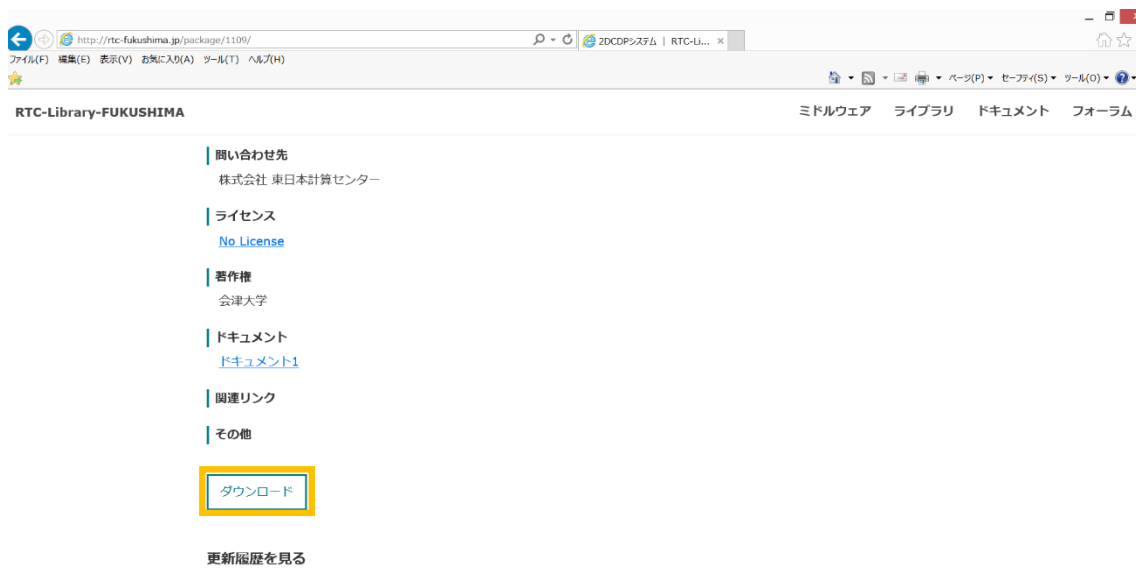 http://rtc-fukushima.jp/package/1109/
2DCDPシステム | RTC-Li... ×
ファイル(F) 編集(E) 表示(V) お気に入り(A) ツール(T) ヘルプ(H)
ページ(P) セーフティ(S) ツール(O)
RTC-Library-FUKUSHIMA
ミドルウェア ライブラリ ドキュメント フォーラム
問い合わせ先
株式会社 東日本計算センター
ライセンス
No License
著作権
会津大学
ドキュメント
ドキュメント1
関連リンク
その他
ダウンロード
更新履歴を見る